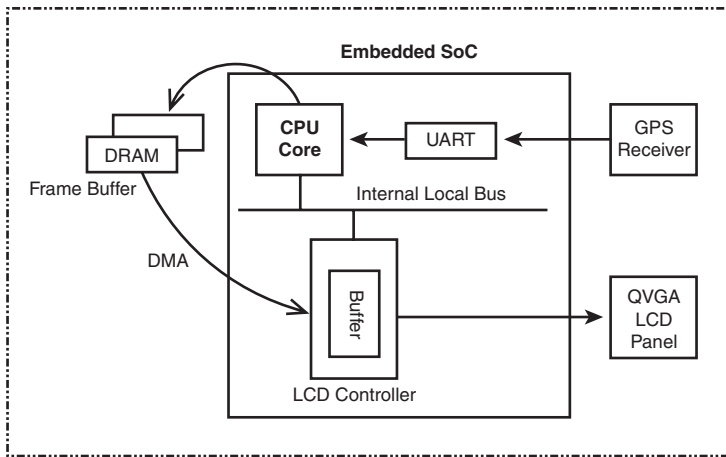 Embedded SoC
CPU
Core
UART
GPS
Receiver
DRAM
Frame Buffer
Internal Local Bus
DMA
Buffer
QVGA
LCD
Panel
LCD Controller